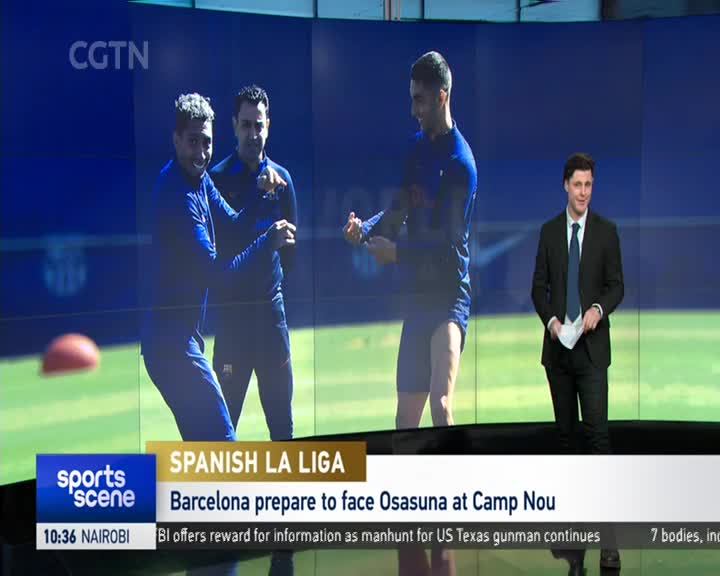 CGTN
sports
scene
SPANISH LA LIGA
Barcelona prepare to face Osasuna at Camp Nou
10:36 NAIROBI
BI offers reward for information as manhunt for US Texas gunman continues 7 bodies, inc